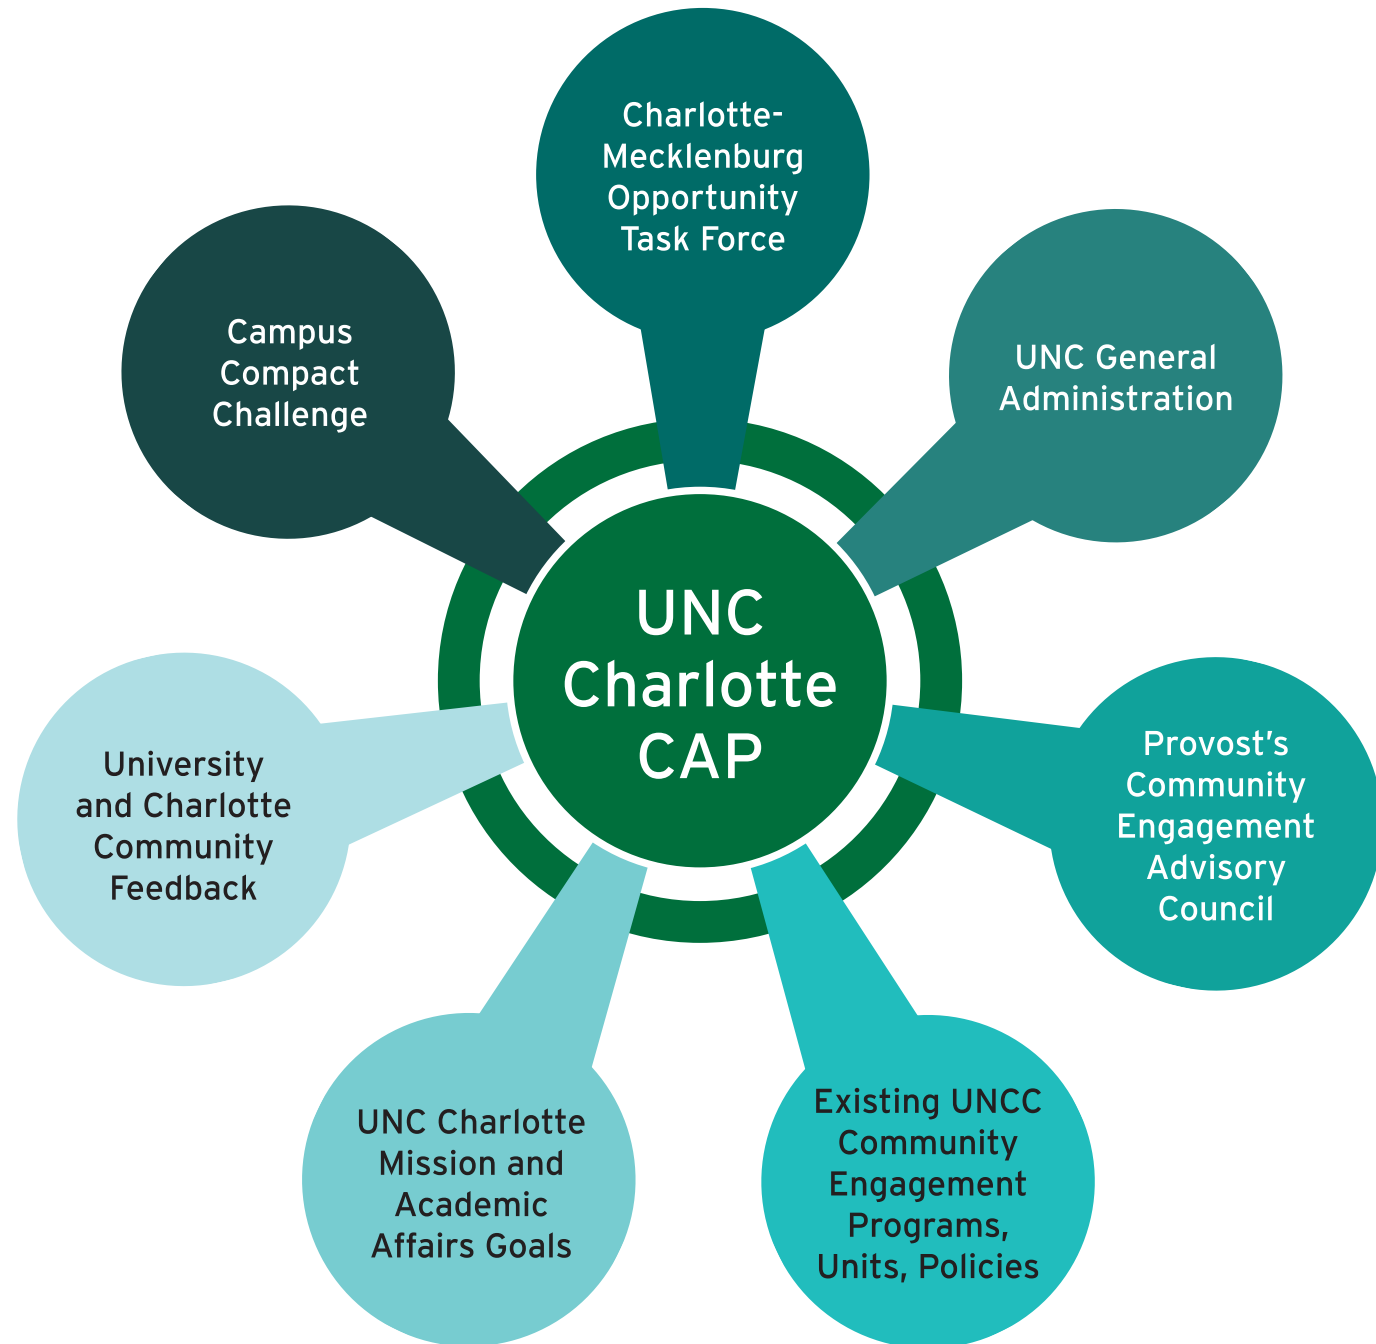 Charlotte-
Mecklenburg
Opportunity
Task Force
Campus
Compact
Challenge
UNC General
Administration
UNC
Charlotte
CAP
University
and Charlotte
Community
Feedback
Provost's
Community
Engagement
Advisory
Council
UNC Charlotte
Mission and
Academic
Affairs Goals
Existing UNCC
Community
Engagement
Programs,
Units, Policies